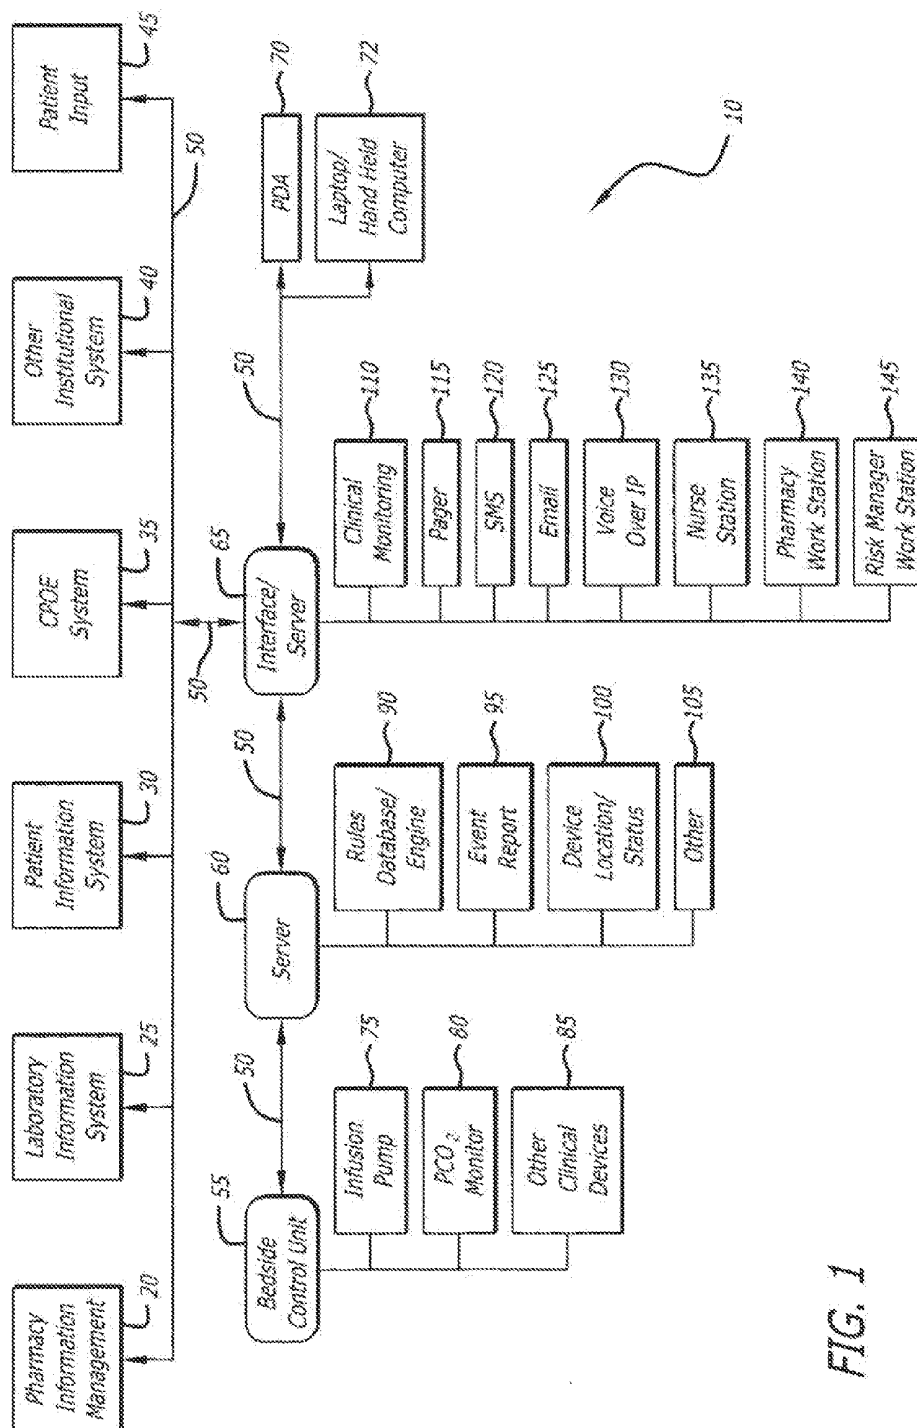 Pharmacy
Information
Management
20
Laboratory
Information
System
25
Patient
Information
System
30
CPOE
System
35
Other
Institutional
System
40
Patient
Input
45
50
50
Bedside
Control Unit
55
50
Server
60
50
Interface/
Server
65
50
PDA
70
Laptop/
Hand Held
Computer
72
Infusion
Pump
75
PCO2
Monitor
80
Other
Clinical
Devices
85
Rules
Database/
Engine
90
Event
Report
95
Device
Location/
Status
100
Other
105
Clinical
Monitoring
110
Pager
115
SMS
120
Email
125
Voice
Over IP
130
Nurse
Station
135
Pharmacy
Work Station
140
Risk Manager
Work Station
145
10
FIG. 1